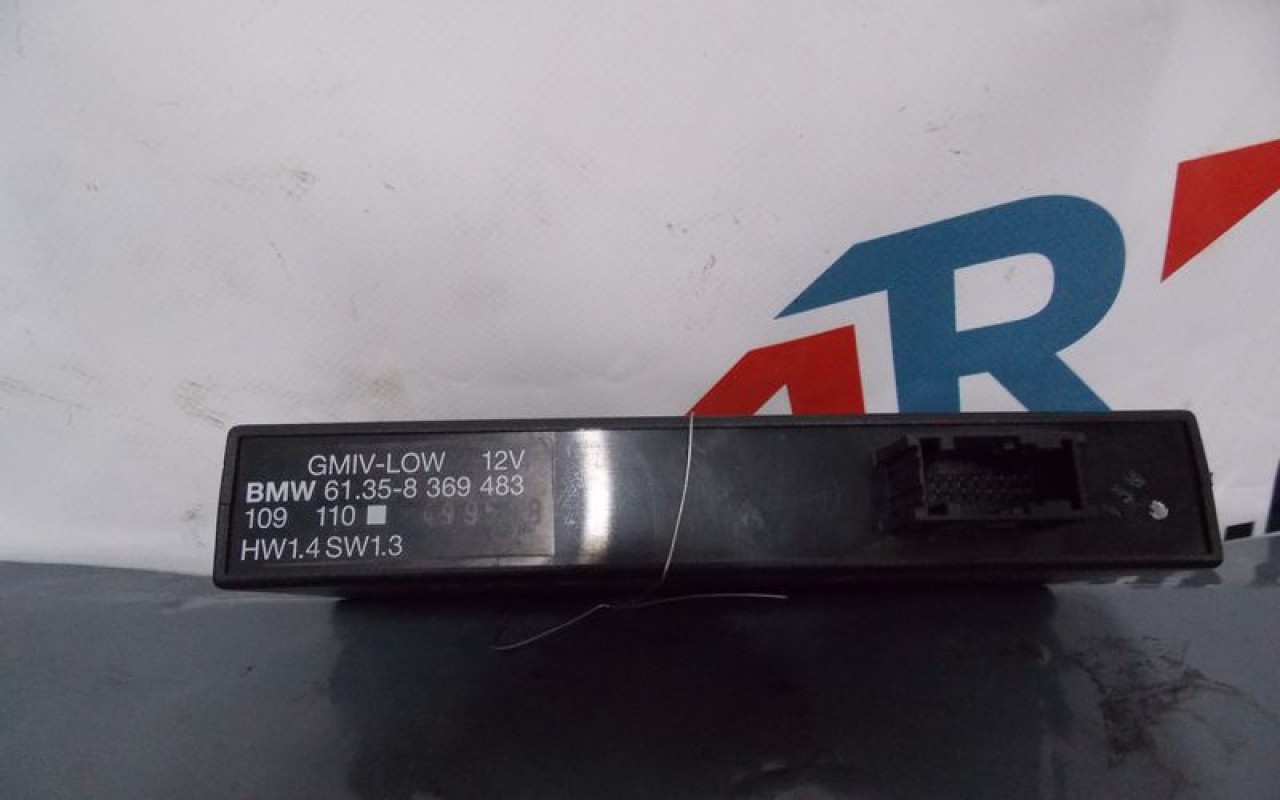 GMIV-LOW 12V
BMW 61.35-8 369 483
109 110
HW1.4 SW1.3
R